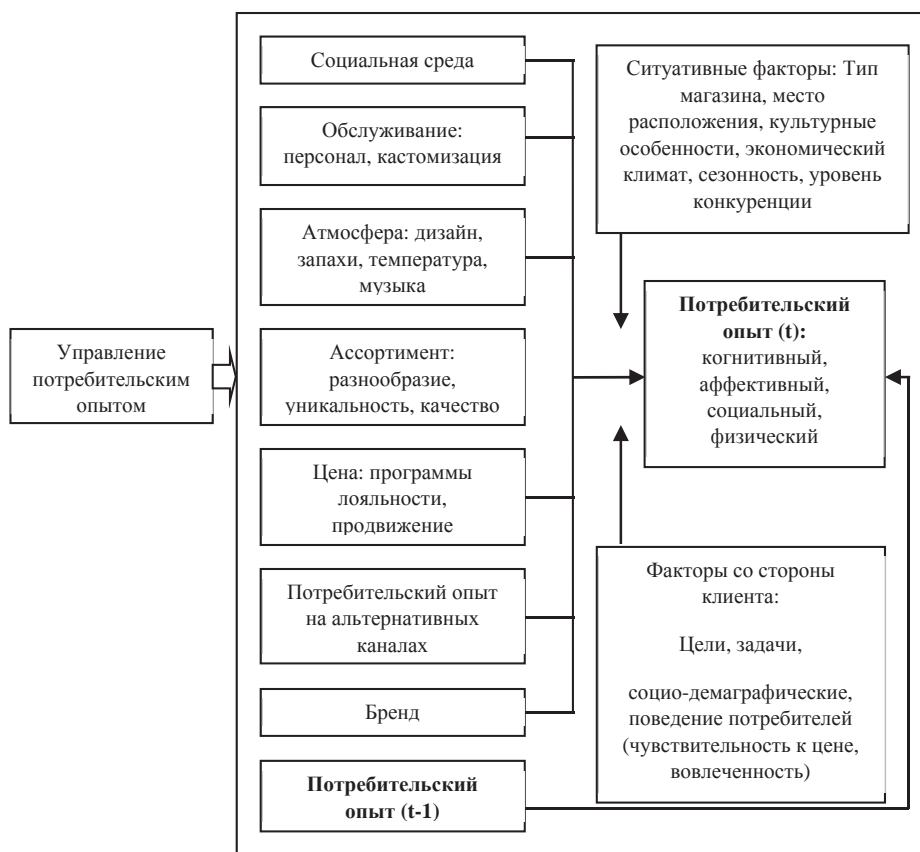 Управление
потребительским
опытом
Социальная среда
Обслуживание:
персонал, кастомизация
Атмосфера: дизайн,
запахи, температура,
музыка
Ассортимент:
разнообразие,
уникальность, качество
Цена: программы
лояльности,
продвижение
Потребительский опыт
на альтернативных
каналах
Бренд
Потребительский
опыт (t-1)
Ситуативные факторы: Тип
магазина, место
расположения, культурные
особенности, экономический
климат, сезонность, уровень
конкуренции
Потребительский
опыт (t):
когнитивный,
аффективный,
социальный,
физический
Факторы со стороны
клиента:
Цели, задачи,
социо-демаграфические,
поведение потребителей
(чувствительность к цене,
вовлеченность)